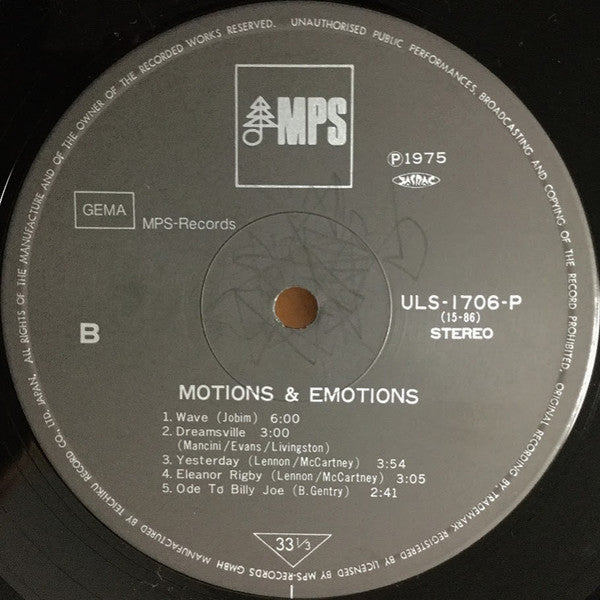 ALL RIGHTS OF THE MANUFACTURE AND OF THE OWNER OF THE RECORDED WORKS RESERVED. UNAUTHORISED PUBLIC PERFORMANCES, BROADCASTING AND COPYING OF THE RECORD PROHIBITED.
MPS
Ⓟ1975
JASRAC
GEMA
MPS-Records
ULS-1706-P
(15-86)
STEREO
B
MOTIONS & EMOTIONS
1. Wave (Jobim) 6:00
2. Dreamsville 3:00
(Mancini/Evans/Livingston)
3. Yesterday (Lennon/McCartney) 3:54
4. Eleanor Rigby (Lennon/McCartney) 3:05
5. Ode To Billy Joe (B. Gentry) 2:41
33 1/3
ORIGINAL RECORDING BY TRADEMARK REGISTERED & LICENSED BY MPS-RECORDS GMBH MANUFACTURED BY TEICHIKU RECORD CO., LTD. JAPAN.